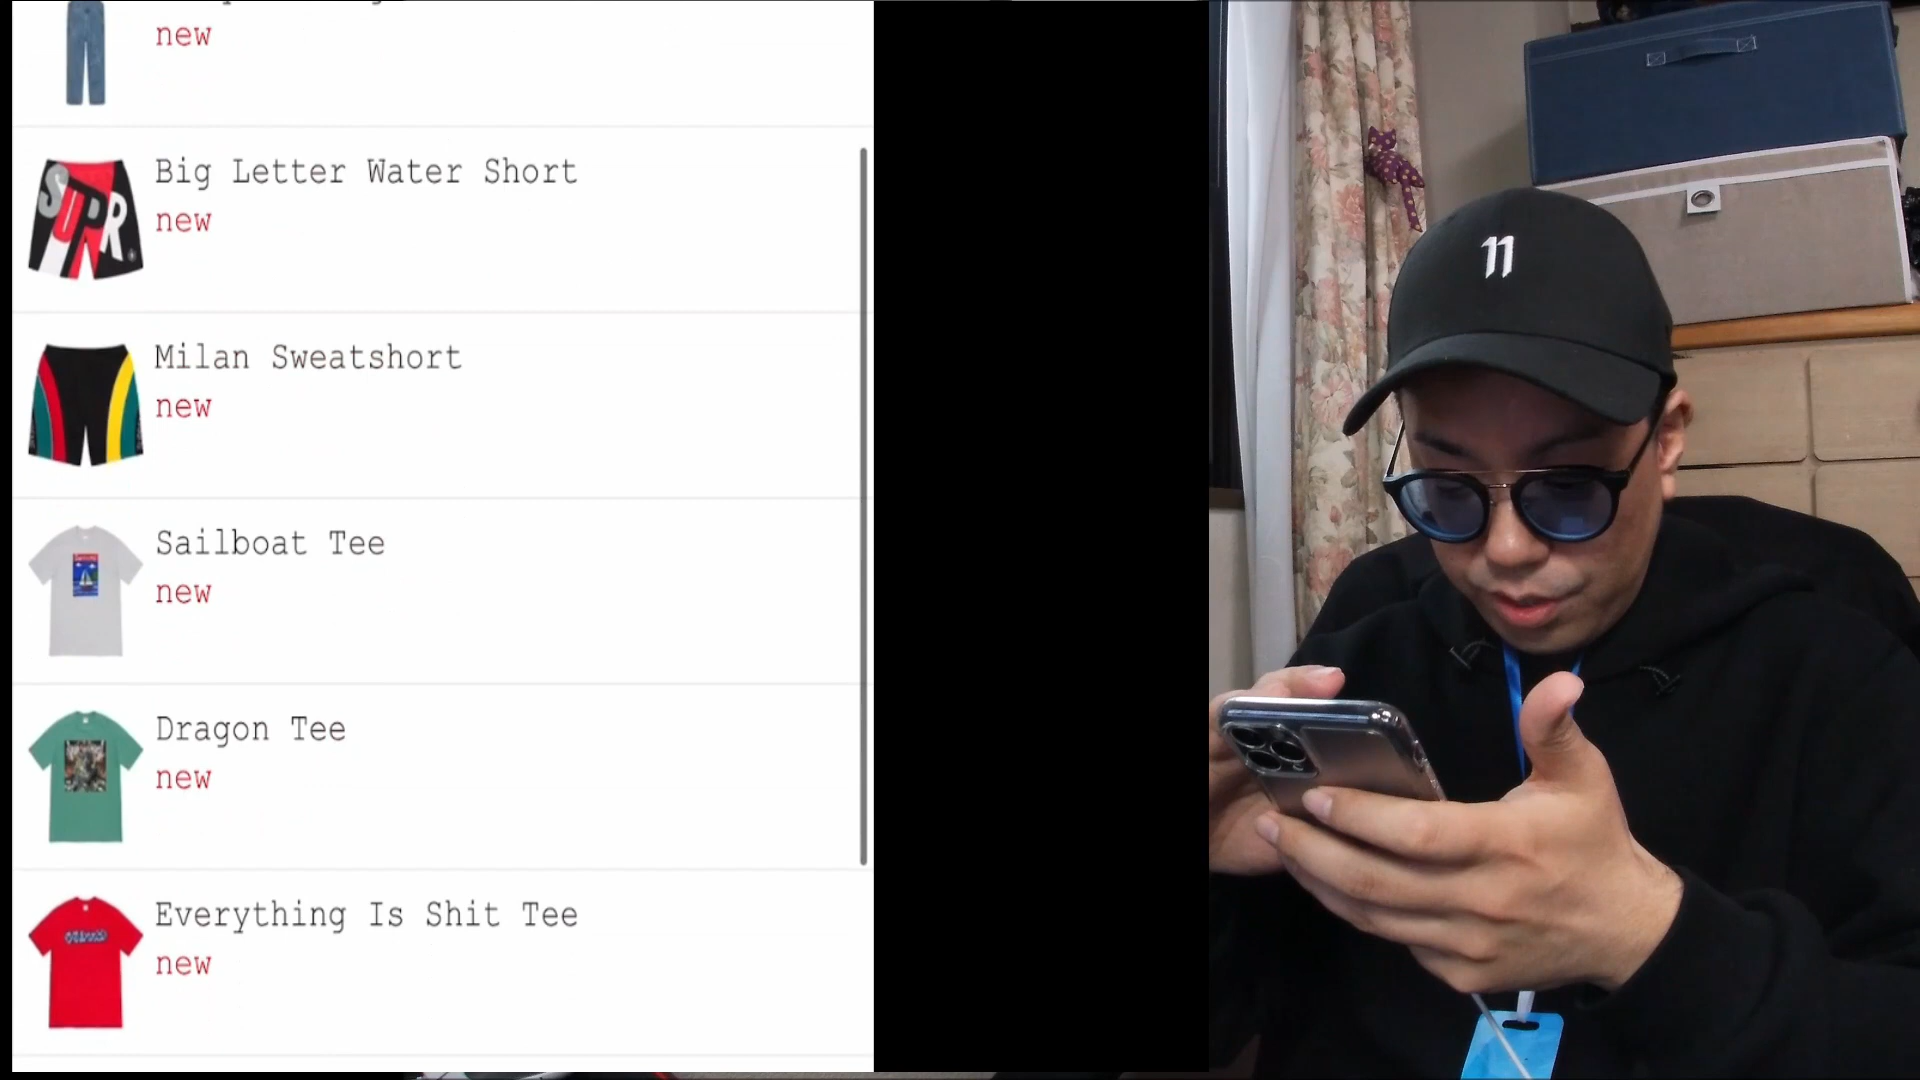 new
Big Letter Water Short
new
Milan Sweatshort
new
Sailboat Tee
new
Dragon Tee
new
Everything Is Shit Tee
new
SUPR
11